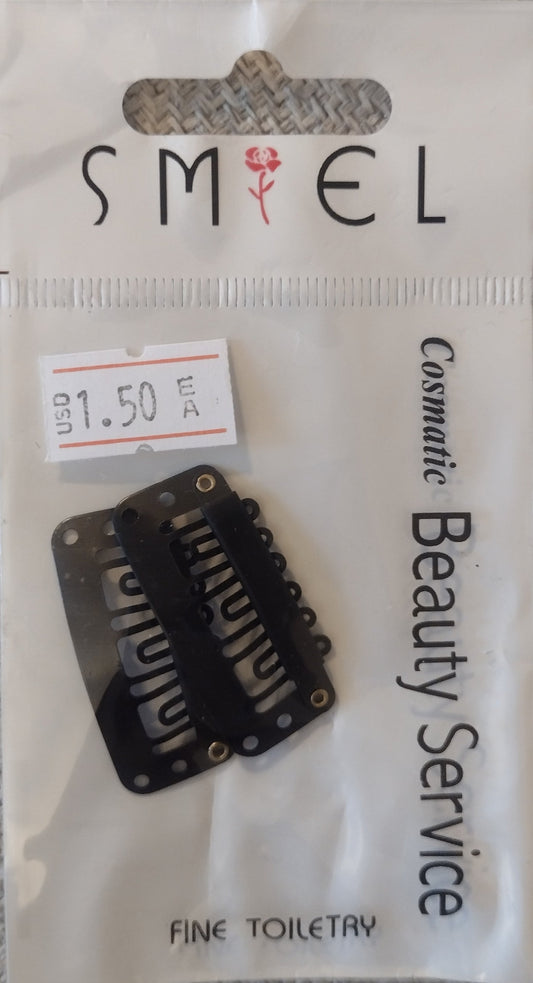 SMIEL
USD 1.50 EA
Cosmatic Beauty Service
FINE TOILETRY